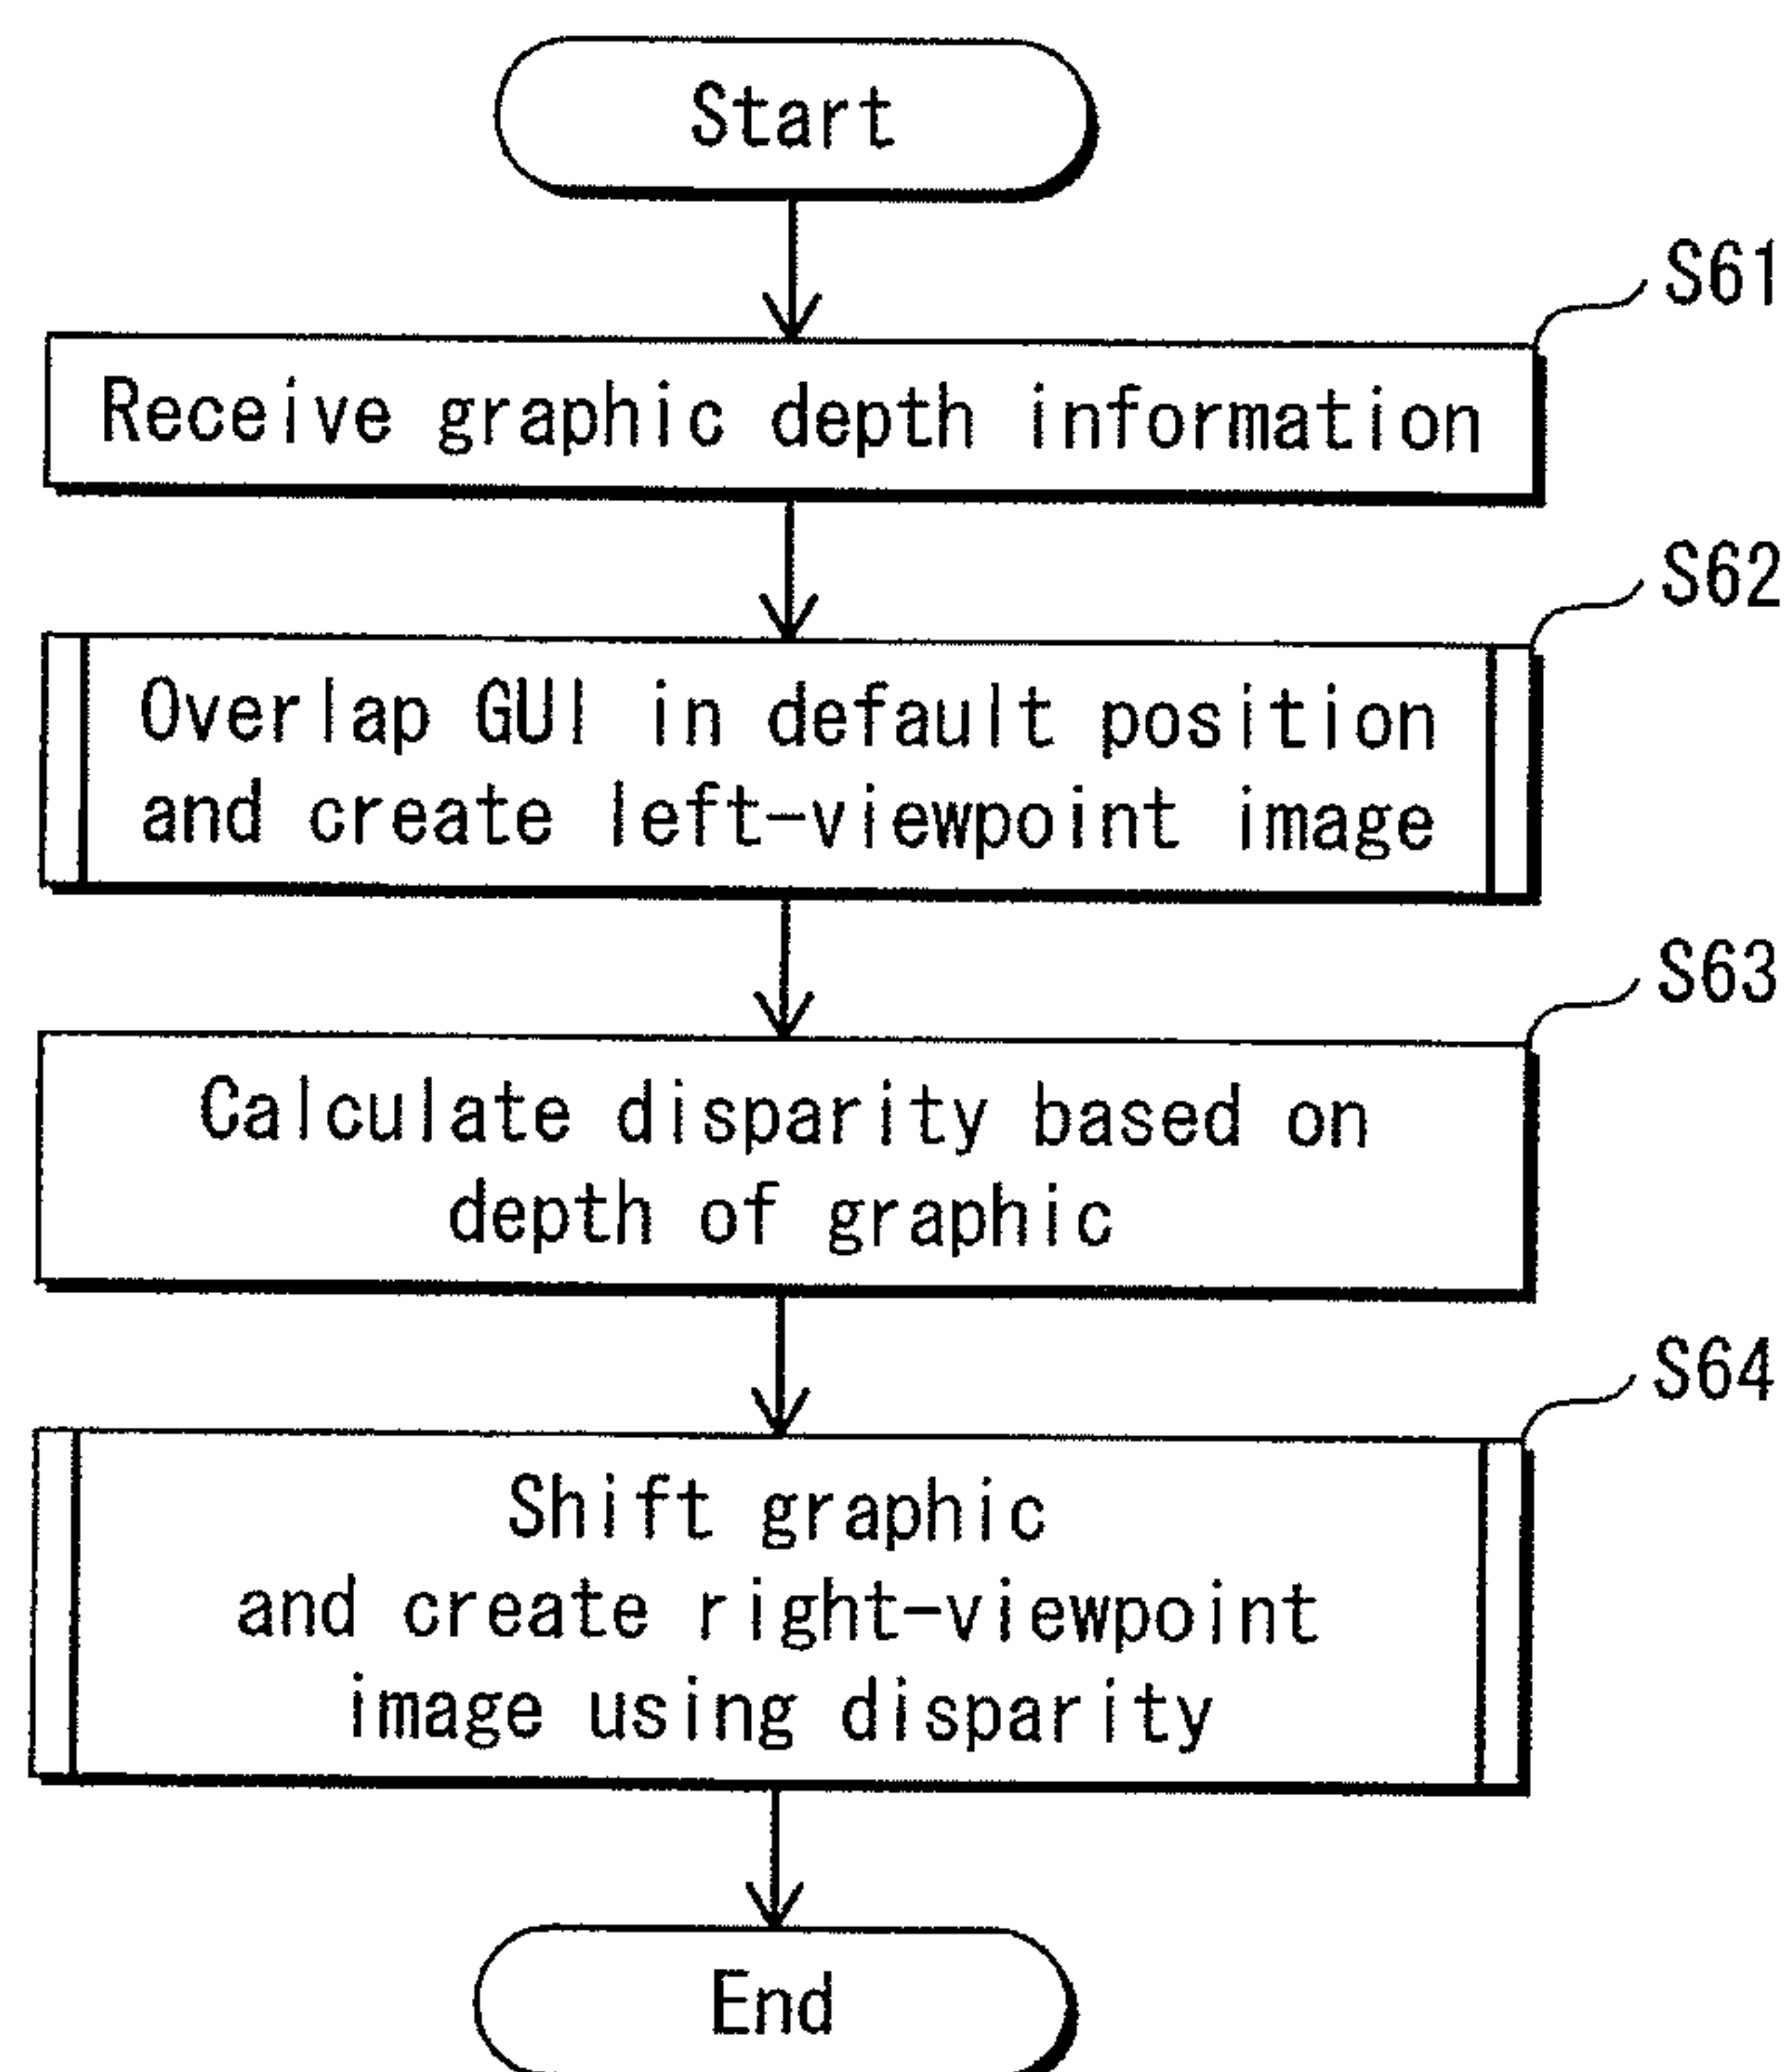 Start
S61
Receive graphic depth information
S62
Overlap GUI in default position
and create left-viewpoint image
S63
Calculate disparity based on
depth of graphic
S64
Shift graphic
and create right-viewpoint
image using disparity
End